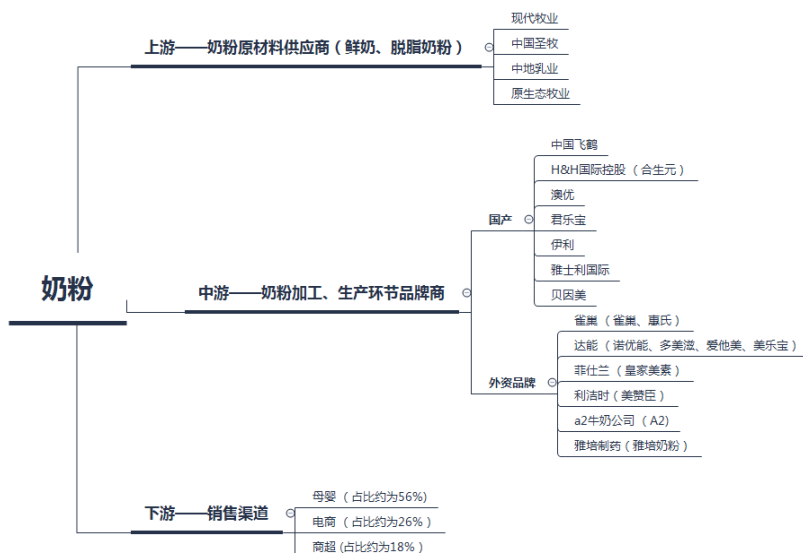 奶粉
上游——奶粉原材料供应商（鲜奶、脱脂奶粉）
现代牧业
中国圣牧
中地乳业
原生态牧业
中游——奶粉加工、生产环节品牌商
国产
中国飞鹤
H&H国际控股（合生元）
澳优
君乐宝
伊利
雅士利国际
贝因美
外资品牌
雀巢（雀巢、惠氏）
达能（诺优能、多美滋、爱他美、美乐宝）
菲仕兰（皇家美素）
利洁时(美赞臣）
a2牛奶公司（A2)
雅培制药(雅培奶粉）
下游——销售渠道
母婴（占比约为56%)
电商（占比约为26%）
商超(占比约为18%）